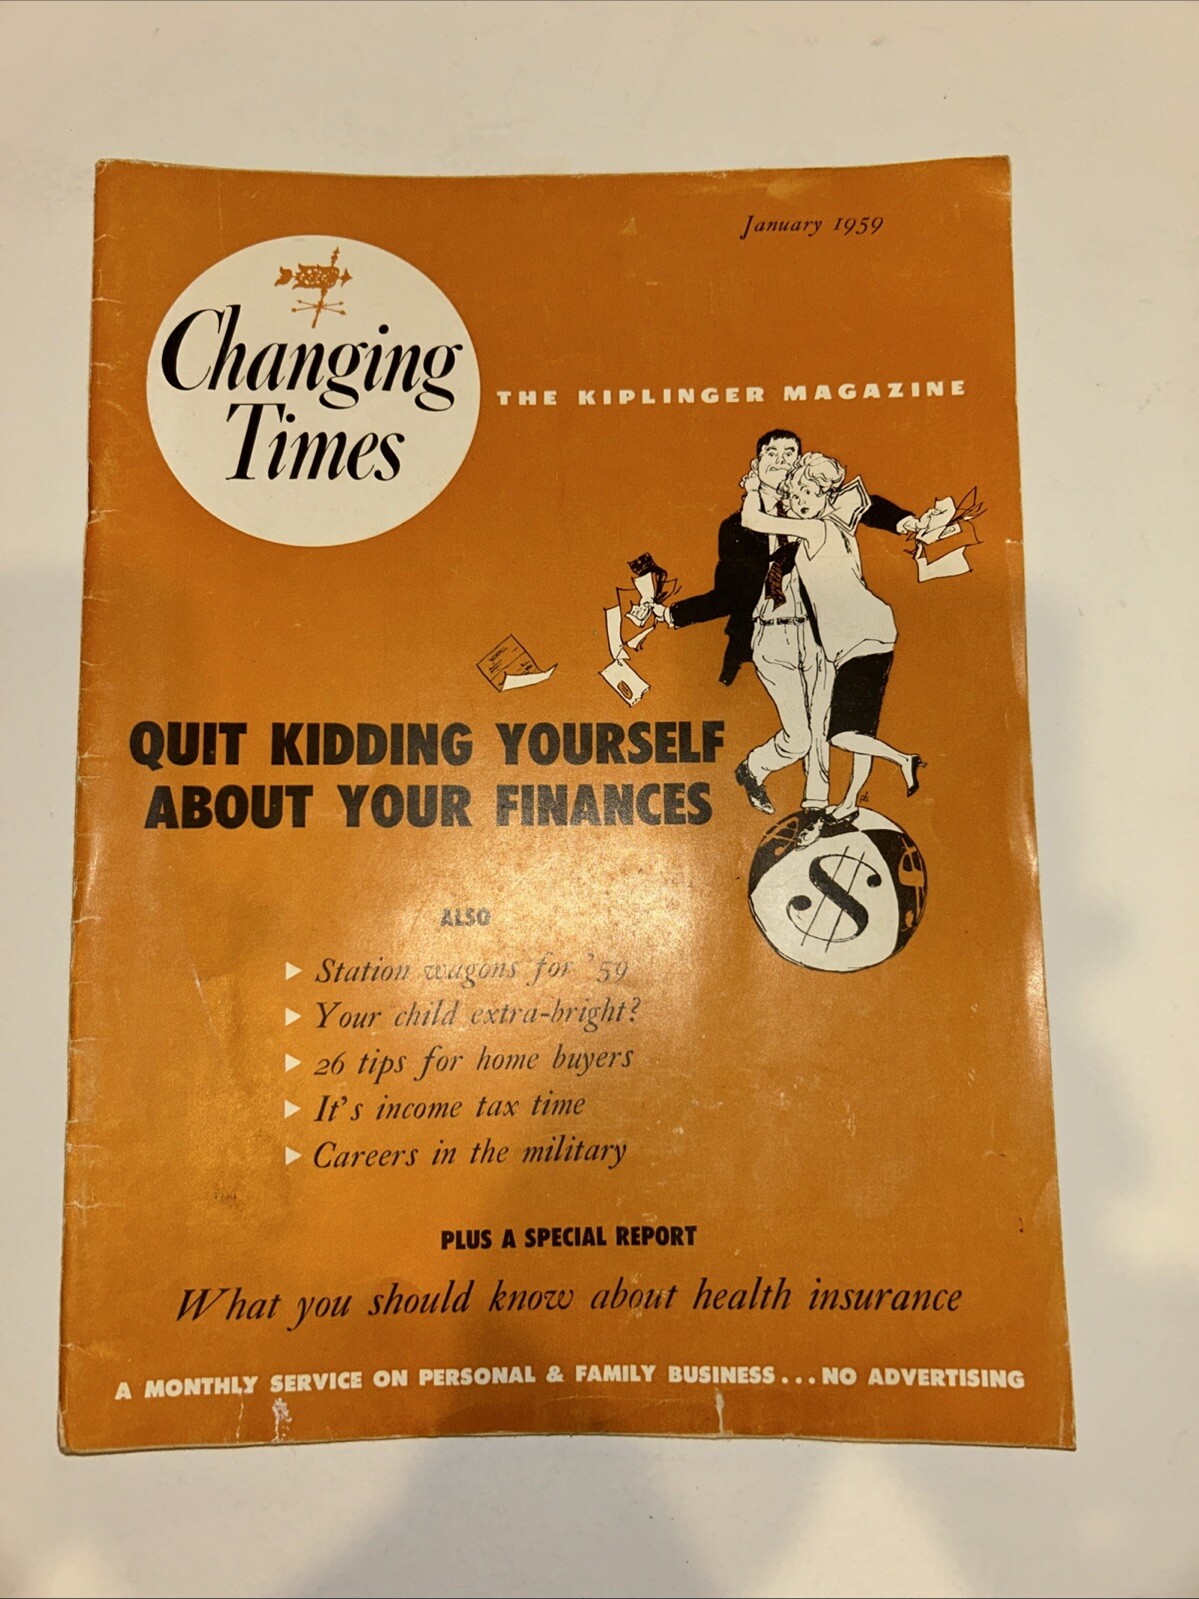 January 1959
Changing
Times
THE KIPLINGER MAGAZINE
QUIT KIDDING YOURSELF
ABOUT YOUR FINANCES
$
ALSO
▶ Station wagons for '59
▶ Your child extra-bright?
▶ 26 tips for home buyers
▶ It's income tax time
▶ Careers in the military
PLUS A SPECIAL REPORT
What you should know about health insurance
A MONTHLY SERVICE ON PERSONAL & FAMILY BUSINESS...NO ADVERTISING